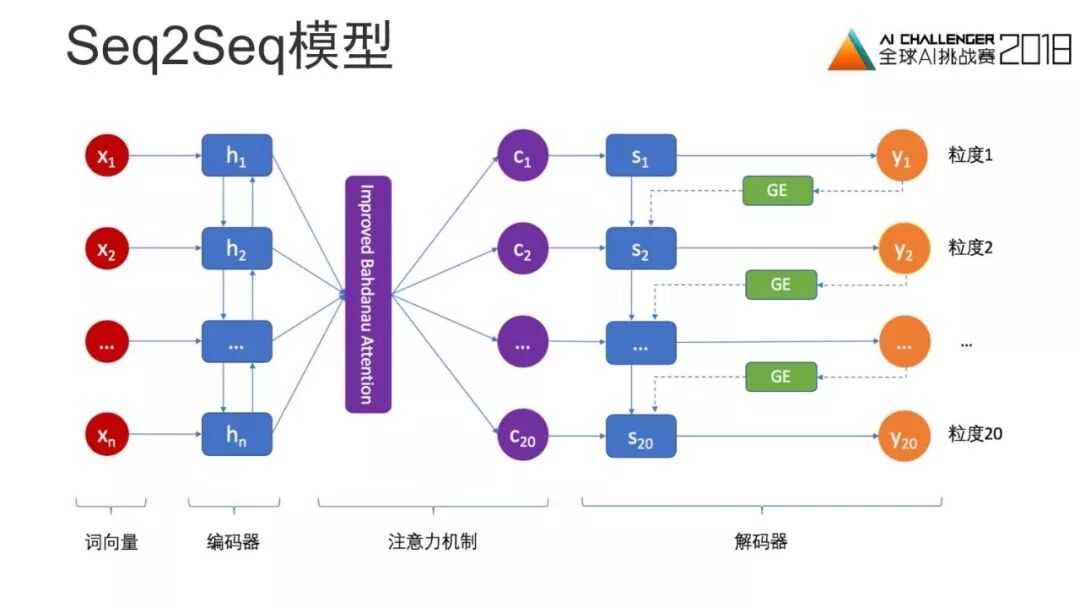 Seq2Seq模型
AI CHALLENGER
全球AI挑战赛2018
x1 h1 c1 s1 y1 粒度1
GE
x2 h2 c2 s2 y2 粒度2
GE
Improved Bahdanau Attention
... ... ... ... ... ...
GE
xn hn c20 s20 y20 粒度20
词向量 编码器 注意力机制 解码器